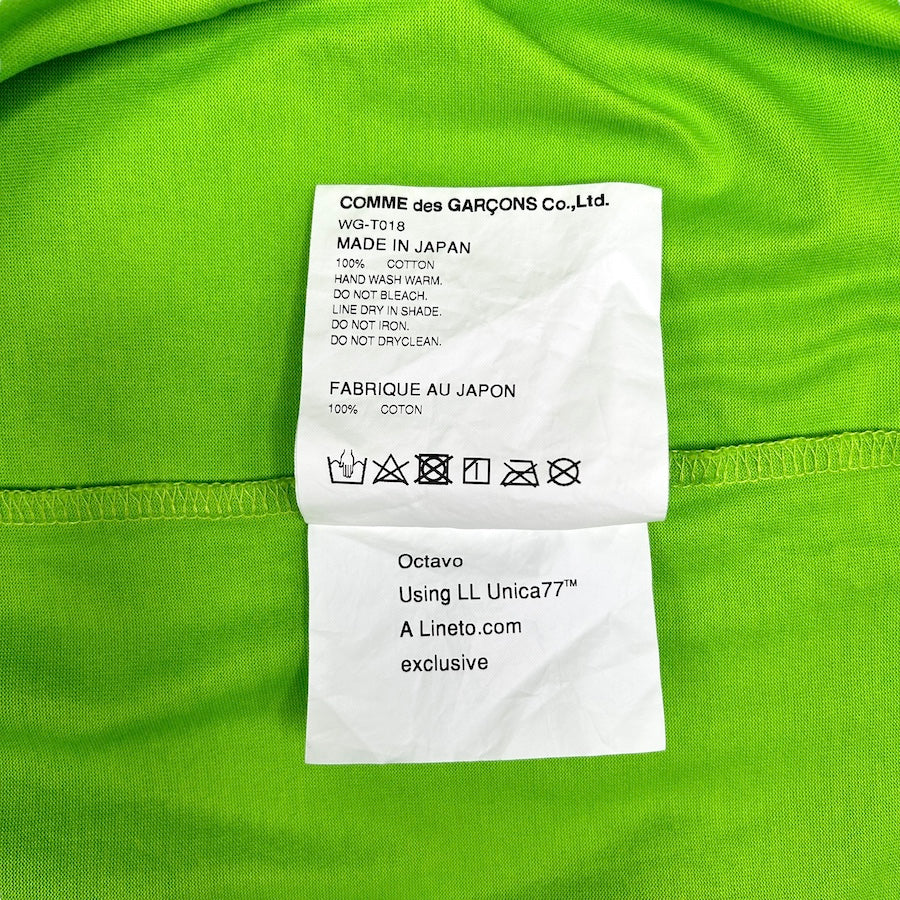 COMME des GARÇONS Co.,Ltd.
WG-T018
MADE IN JAPAN
100% COTTON
HAND WASH WARM.
DO NOT BLEACH.
LINE DRY IN SHADE.
DO NOT IRON.
DO NOT DRYCLEAN.
FABRIQUE AU JAPON
100% COTON
Octavo
Using LL Unica77™
A Lineto.com
exclusive